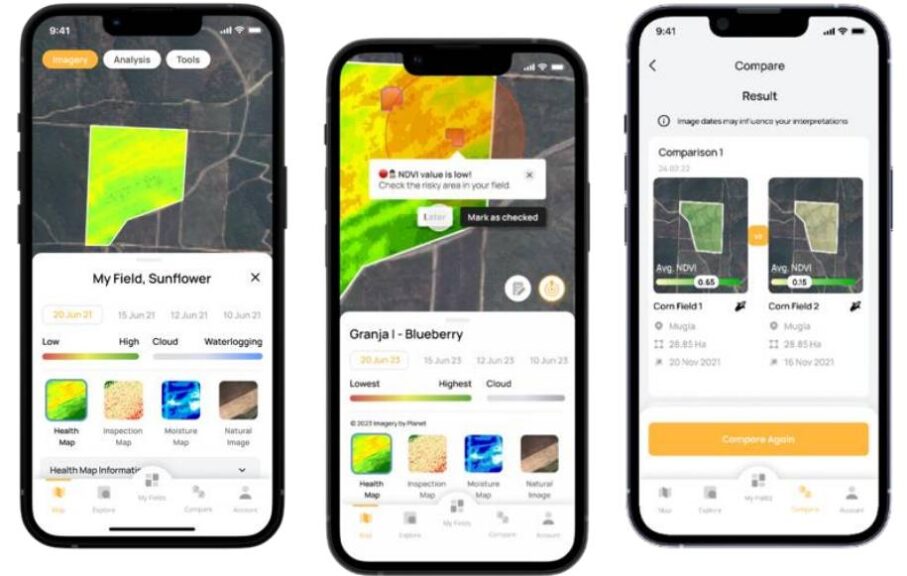 9:41
Imagery Analysis Tools
My Field, Sunflower
20 Jun 21 15 Jun 21 12 Jun 21 10 Jun 21
Low High Cloud Waterlogging
Health Map
Inspection Map
Moisture Map
Natural Image
Health Map Information
Map Explore My Fields Compare Account
NDVI value is low!
Check the risky area in your field.
Later Mark as checked
Granja I - Blueberry
20 Jun 23 15 Jun 23 12 Jun 23 10 Jun 23
Lowest Highest Cloud
© 2023 Imagery by Planet
Health Map
Inspection Map
Moisture Map
Natural Image
Map Explore My Fields Compare Account
9:41
Compare
Result
Image dates may influence your interpretations
Comparison 1
24.03.22
Avg. NDVI
0.65
vs
Avg. NDVI
0.15
Corn Field 1 Corn Field 2
Mugla Mugla
28.85 Ha 28.85 Ha
20 Nov 2021 16 Nov 2021
Compare Again
Map Explore My Fields Compare Account